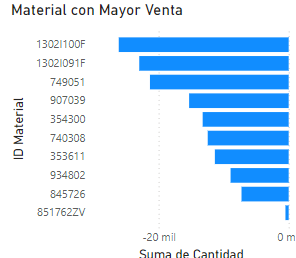 Material con Mayor Venta
ID Material
1302I100F
1302I091F
749051
907039
354300
740308
353611
934802
845726
851762ZV
-20 mil
0 m
Suma de Cantidad